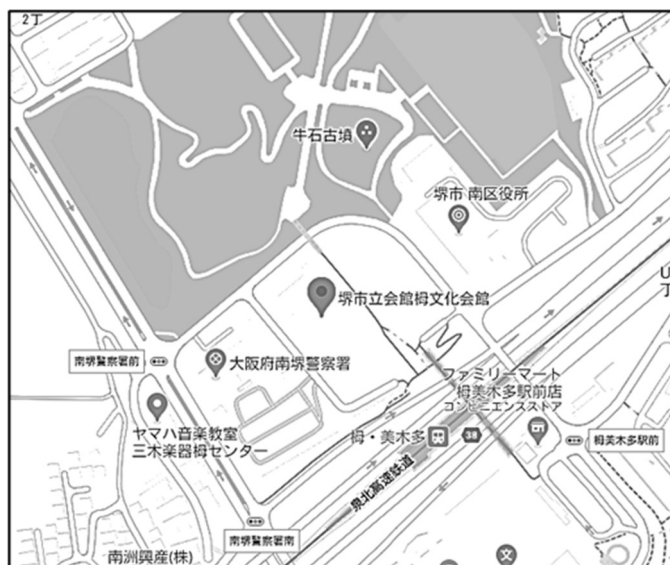 2丁
牛石古墳
堺市 南区役所
U
丁
堺市立会館栂文化会館
南堺警察署前
大阪府南堺警察署
ファミリーマート
栂美木多駅前店
コンビニエンスストア
ヤマハ音楽教室
三木楽器栂センター
栂・美木多
38
栂美木多駅前
泉北高速鉄道
南堺警察署南
南洲興産(株)
文